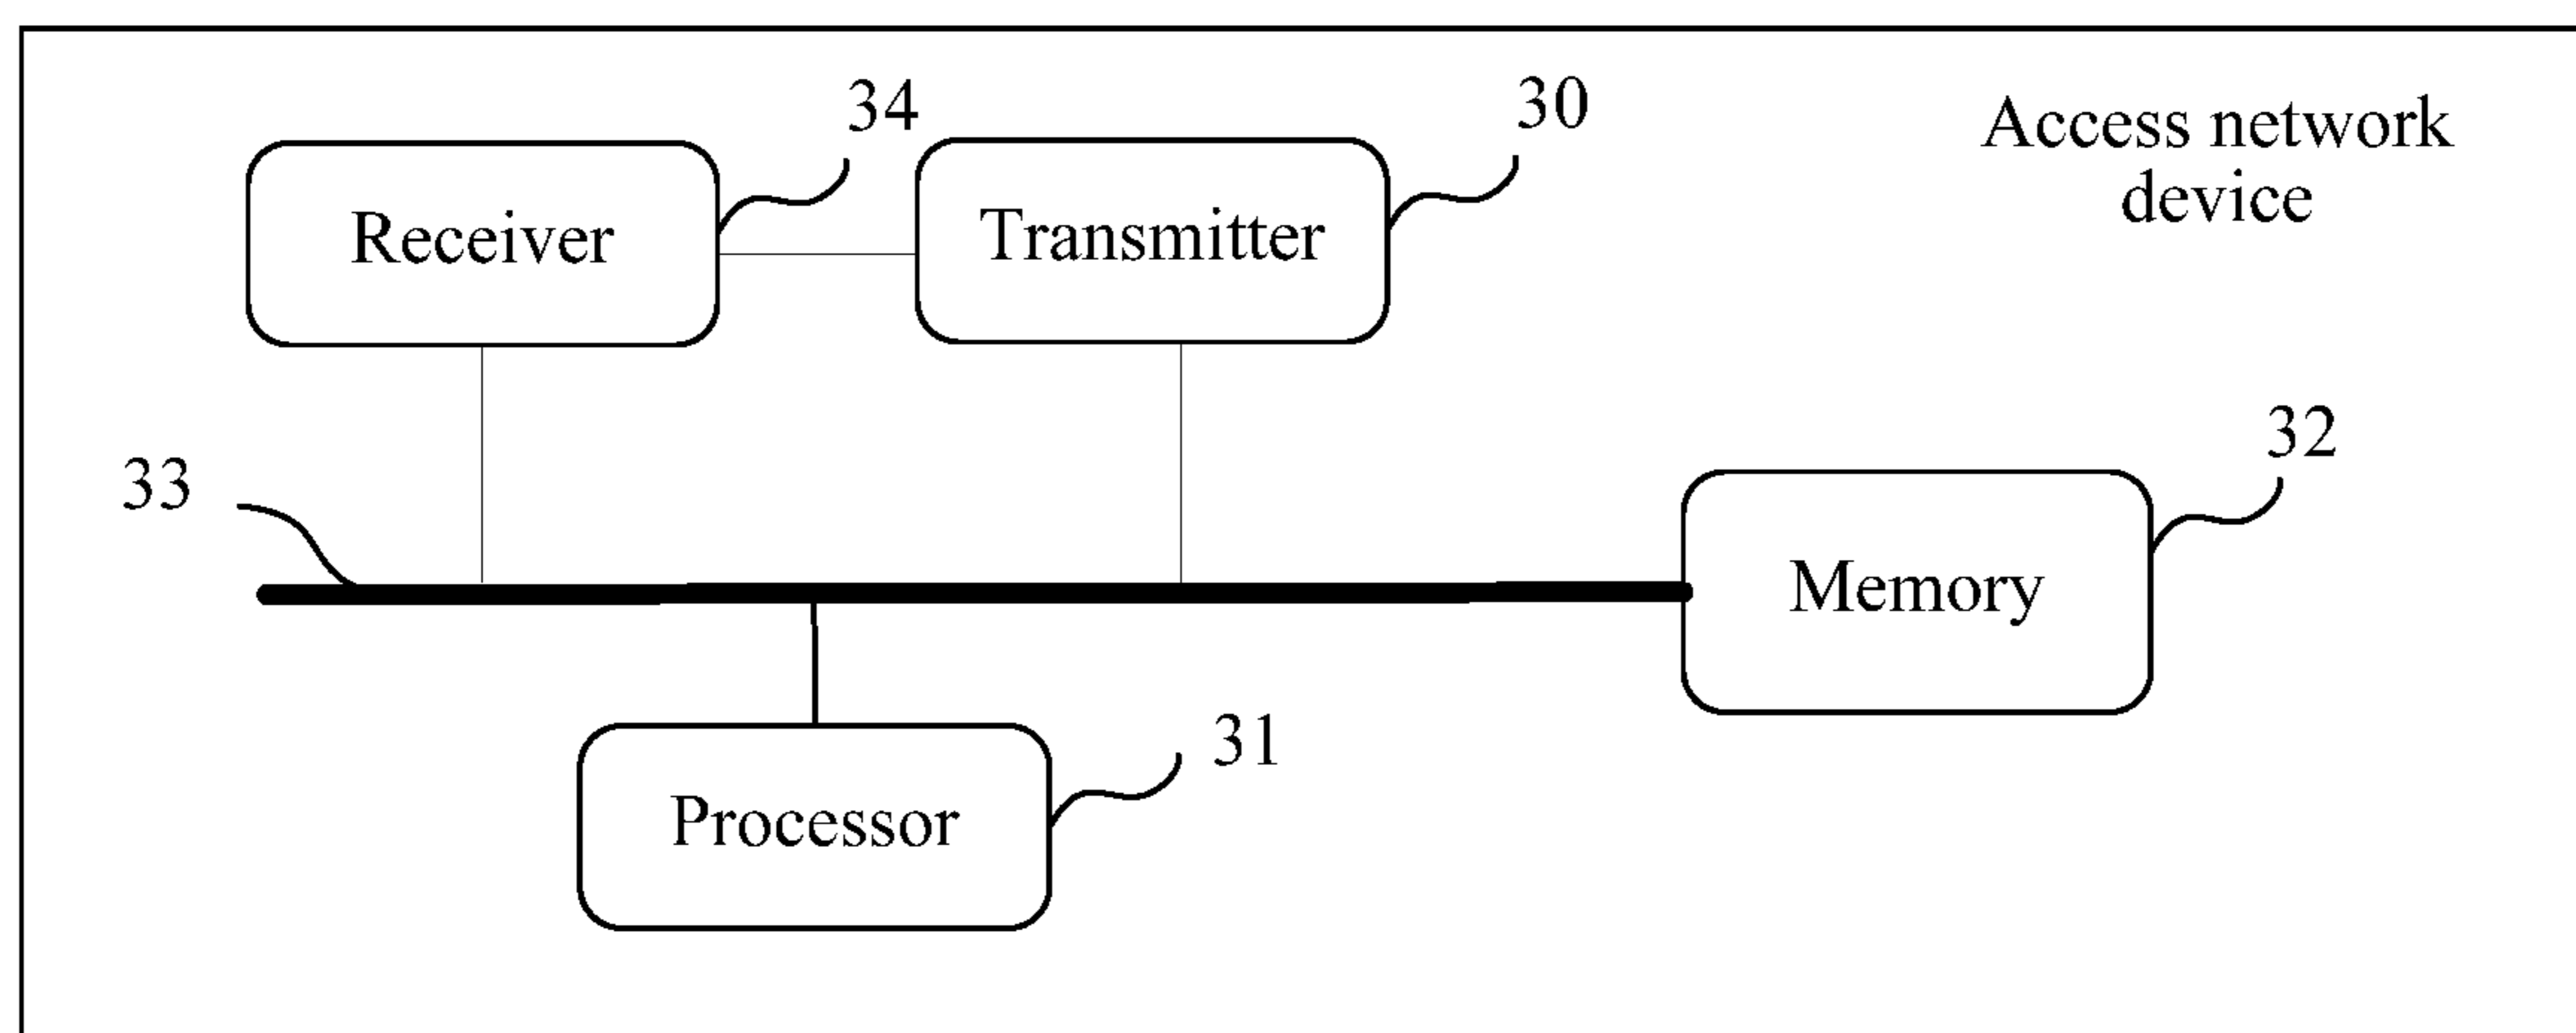 34
30
Access network
device
Receiver
Transmitter
32
33
Memory
31
Processor